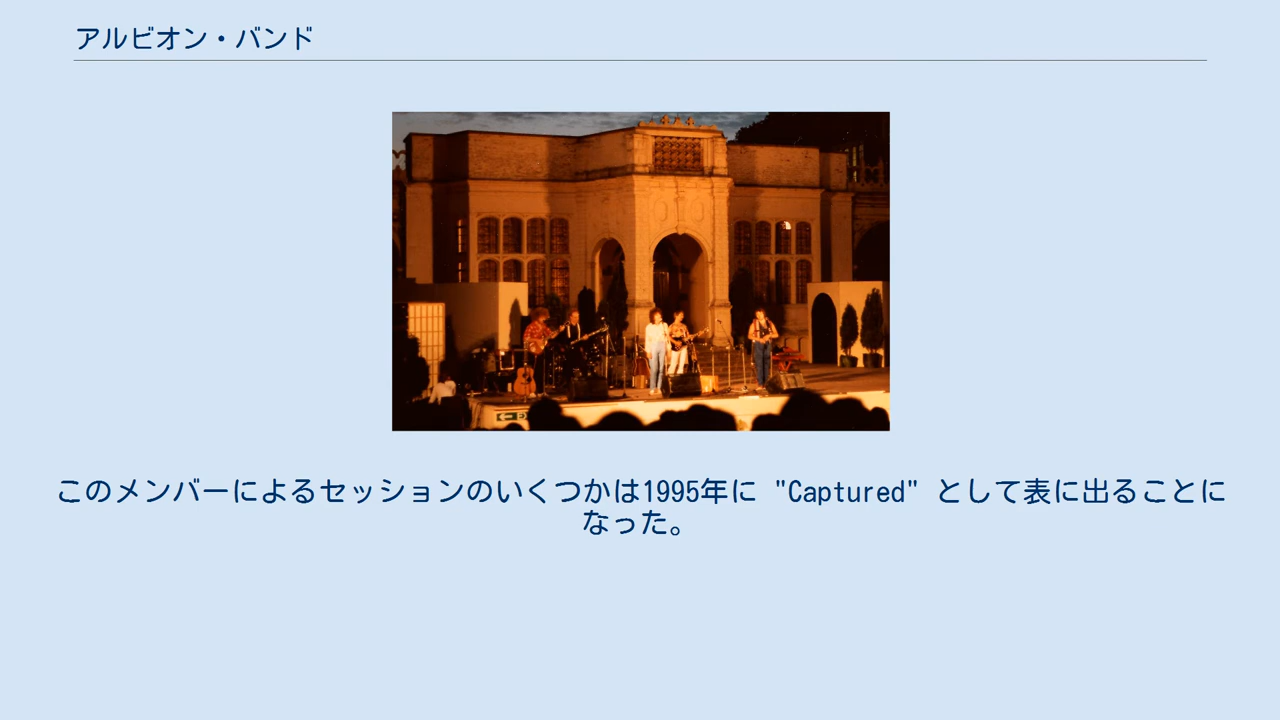 アルビオン・バンド
このメンバーによるセッションのいくつかは1995年に "Captured" として表に出ることに
なった。